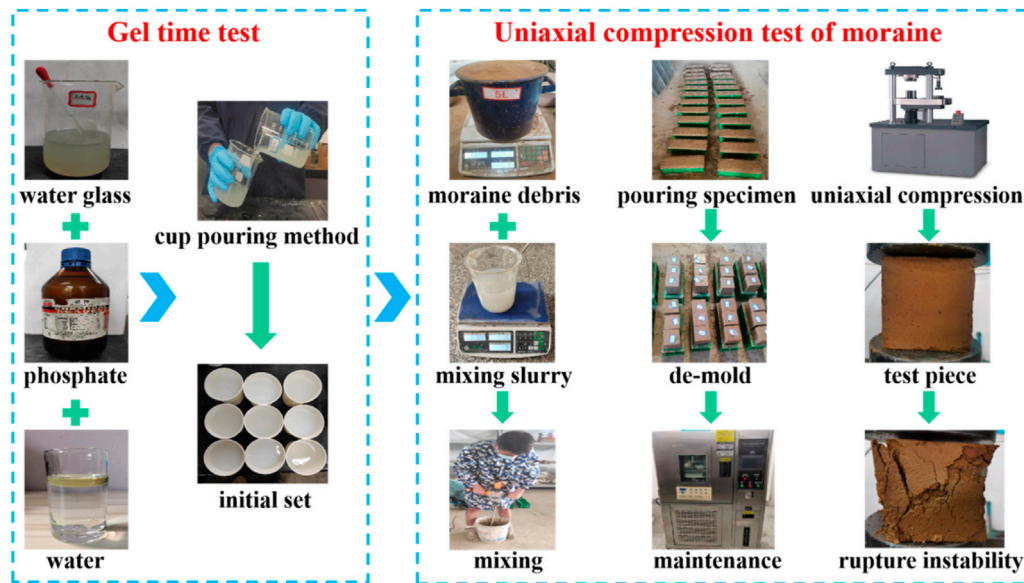 Gel time test
water glass
phosphate
water
cup pouring method
initial set
Uniaxial compression test of moraine
5L
moraine debris
mixing slurry
mixing
pouring specimen
de-mold
maintenance
uniaxial compression
test piece
rupture instability